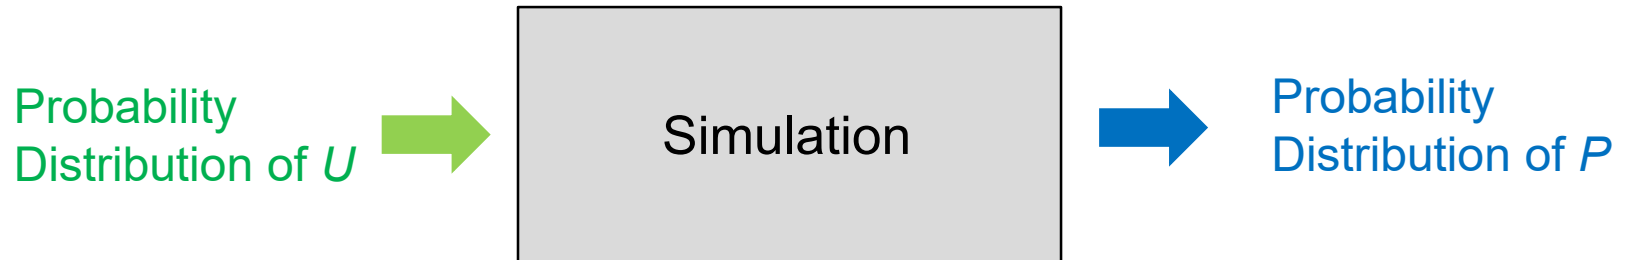 Probability
Distribution of U
Simulation
Probability
Distribution of P